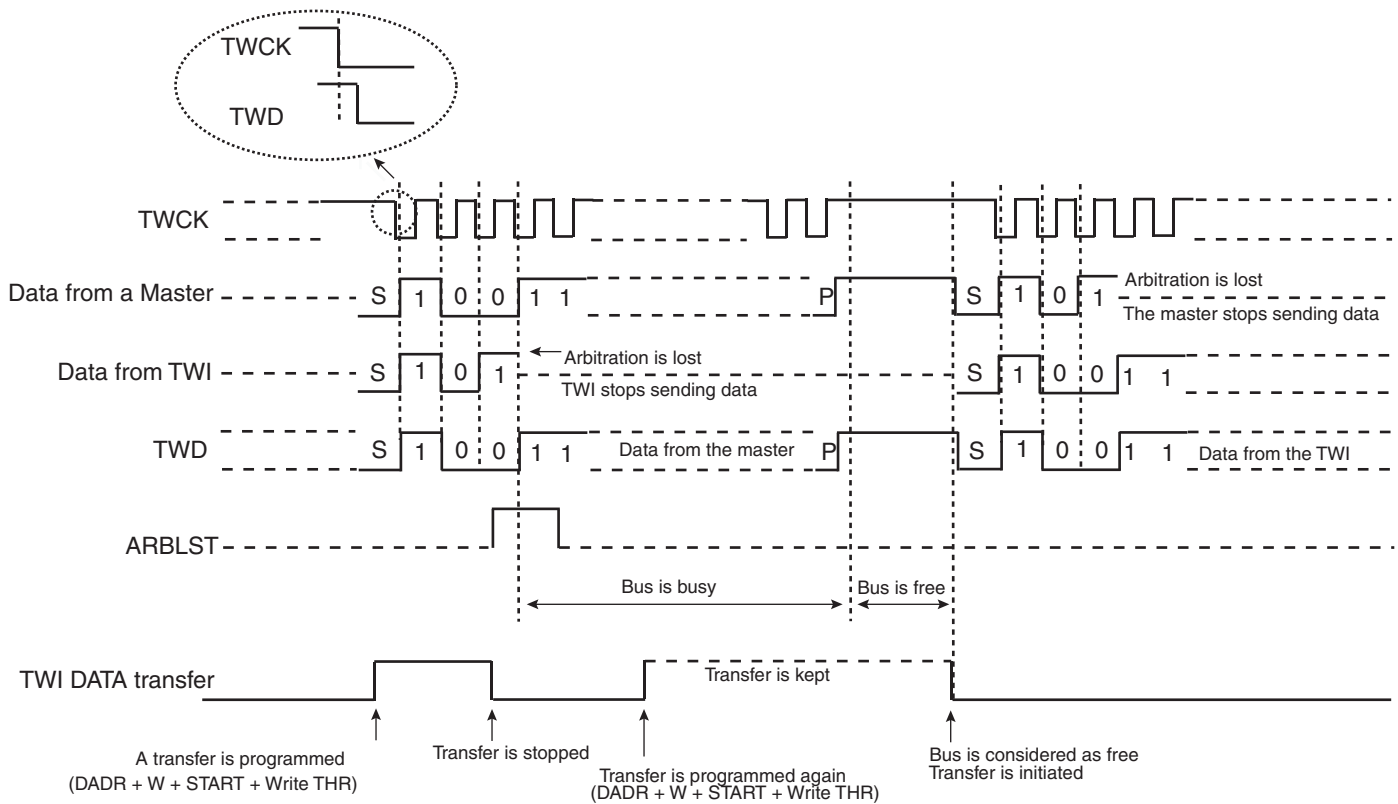 TWCK
TWD
TWCK
Data from a Master S 1 0 0 1 1 P S 1 0 1 Arbitration is lost
The master stops sending data
Data from TWI S 1 0 1 Arbitration is lost S 1 0 0 1 1
TWI stops sending data
TWD S 1 0 0 1 1 Data from the master P S 1 0 0 1 1 Data from the TWI
ARBLST
Bus is busy Bus is free
TWI DATA transfer Transfer is kept
A transfer is programmed
(DADR + W + START + Write THR)
Transfer is stopped
Transfer is programmed again
(DADR + W + START + Write THR)
Bus is considered as free
Transfer is initiated